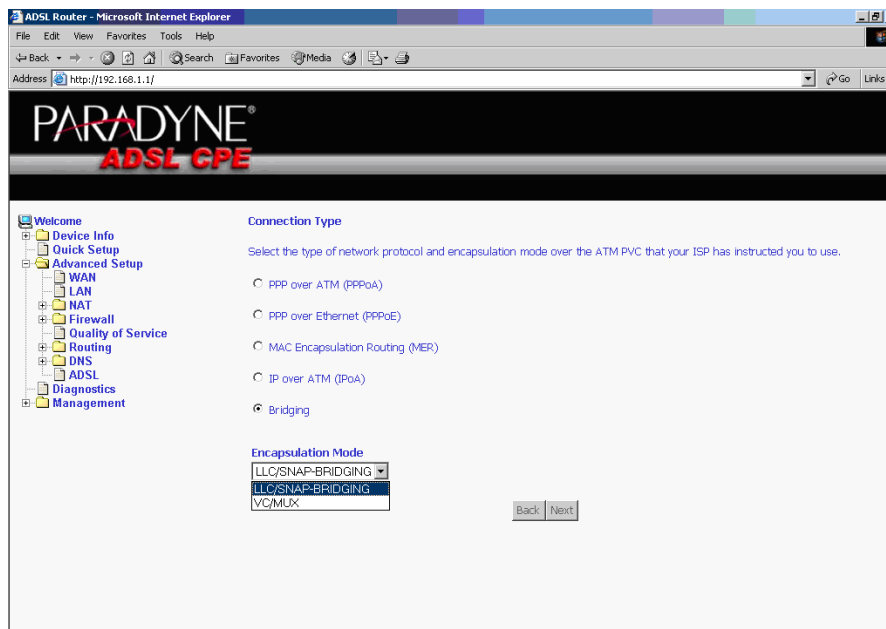 ADSL Router - Microsoft Internet Explorer
File Edit View Favorites Tools Help
Back Search Favorites Media
Address http://192.168.1.1/ Go Links
PARADYNE®
ADSL CPE
Welcome
Device Info
Quick Setup
Advanced Setup
WAN
LAN
NAT
Firewall
Quality of Service
Routing
DNS
ADSL
Diagnostics
Management
Connection Type
Select the type of network protocol and encapsulation mode over the ATM PVC that your ISP has instructed you to use.
PPP over ATM (PPPoA)
PPP over Ethernet (PPPoE)
MAC Encapsulation Routing (MER)
IP over ATM (IPoA)
Bridging
Encapsulation Mode
LLC/SNAP-BRIDGING
LLC/SNAP-BRIDGING
VC/MUX
Back Next